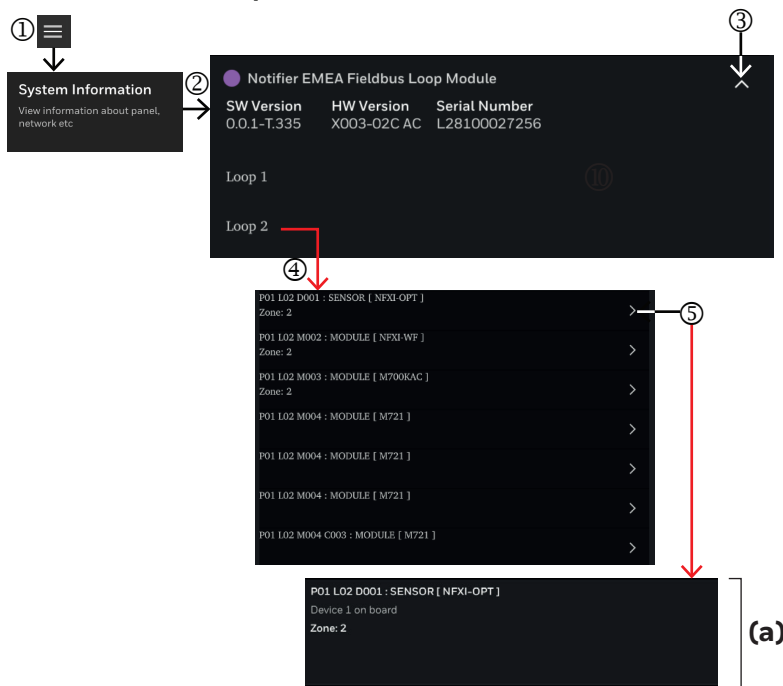 ①
System Information
View information about panel,
network etc
②
③
Notifier EMEA Fieldbus Loop Module
SW Version HW Version Serial Number
0.0.1-T.335 X003-02C AC L28100027256
Loop 1
⑩
Loop 2
④
P01 L02 D001 : SENSOR [ NFXI-OPT ]
Zone: 2
⑤
P01 L02 M002 : MODULE [ NFXI-WF ]
Zone: 2
P01 L02 M003 : MODULE [ M700KAC ]
Zone: 2
P01 L02 M004 : MODULE [ M721 ]
P01 L02 M004 : MODULE [ M721 ]
P01 L02 M004 : MODULE [ M721 ]
P01 L02 M004 C003 : MODULE [ M721 ]
P01 L02 D001 : SENSOR [ NFXI-OPT ]
Device 1 on board
Zone: 2
(a)